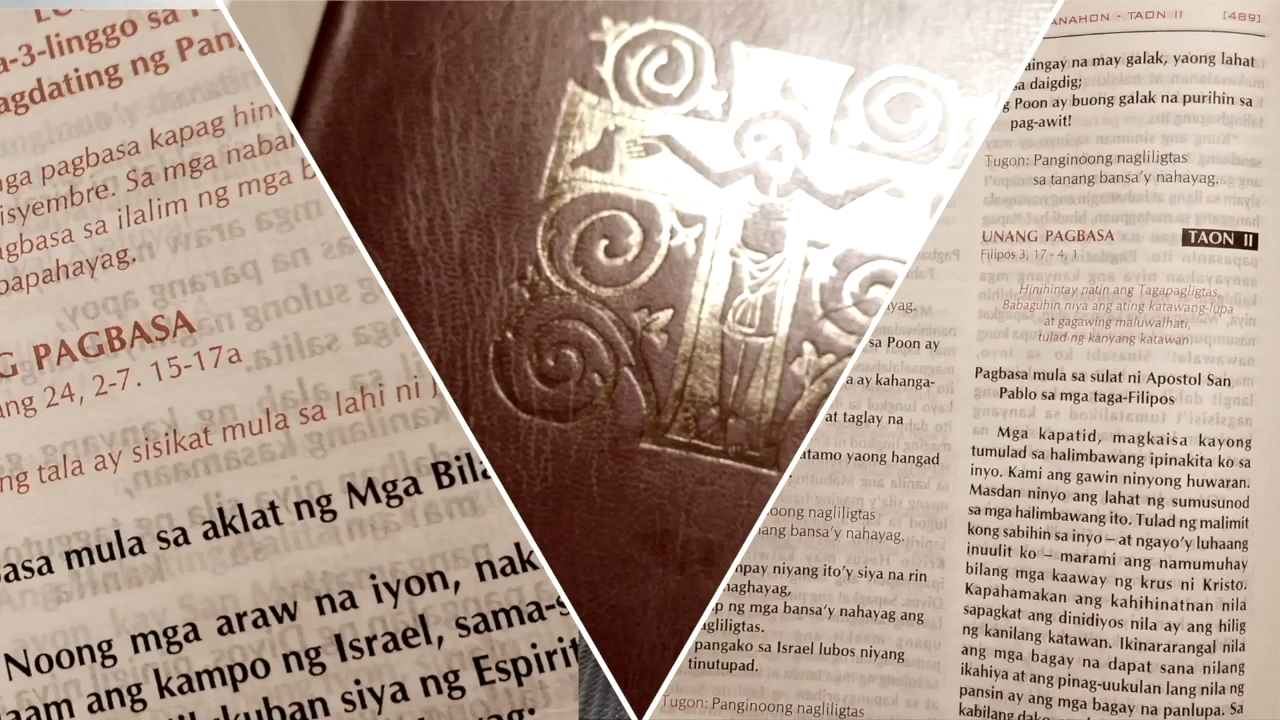 a-3-linggo sa
agdating ng Pan
nga pagbasa kapag hin
isyembre. Sa mga naba
agbasa sa ilalim ng mga b
papahayag.
G PAGBASA
ang 24, 2-7. 15-17a
ng tala ay sisikat mula sa lahi ni J
basa mula sa aklat ng Mga Bila
Noong mga araw na iyon, nak
daam ang kampo ng Israel, sama-s
kuban siya ng Espirit
yag.
sa Poon ay
a ay kahanga-
at taglay na
atamo yaong hangad
oong nagliligtas
ang bansa'y nahayag.
mpay niyang ito'y siya na rin
naghayag,
p ng mga bansa'y nahayag ang
agliligtas.
pangako sa Israel lubos niyang
tinutupad.
Tugon: Panginoong nagliligtas
ANAHON - TAON II [489]
aingay na may galak, yaong lahat
sa daigdig;
g Poon ay buong galak na purihin sa
pag-awit!
Tugon: Panginoong nagliligtas
sa tanang bansa'y nahayag.
UNANG PAGBASA TAON II
Filipos 3, 17 - 4, 1
Hinihintay natin ang Tagapagligtas,
Babaguhin niya ang ating katawang-lupa
at gagawing maluwalhati,
tulad ng kanyang katawan.
Pagbasa mula sa sulat ni Apostol San
Pablo sa mga taga-Filipos
Mga kapatid, magkaisa kayong
tumulad sa halimbawang ipinakita ko sa
inyo. Kami ang gawin ninyong huwaran.
Masdan ninyo ang lahat ng sumusunod
sa mga halimbawang ito. Tulad ng malimit
kong sabihin sa inyo – at ngayo'y luhaang
inuulit ko – marami ang namumuhay
bilang mga kaaway ng krus ni Kristo.
Kapahamakan ang kahihinatnan nila
sapagkat ang dinidiyos nila ay ang hilig
ng kanilang katawan. Ikinararangal nila
ang mga bagay na dapat sana nilang
ikahiya at ang pinag-uukulan lang nila ng
pansin ay ang mga bagay na panlupa. Sa